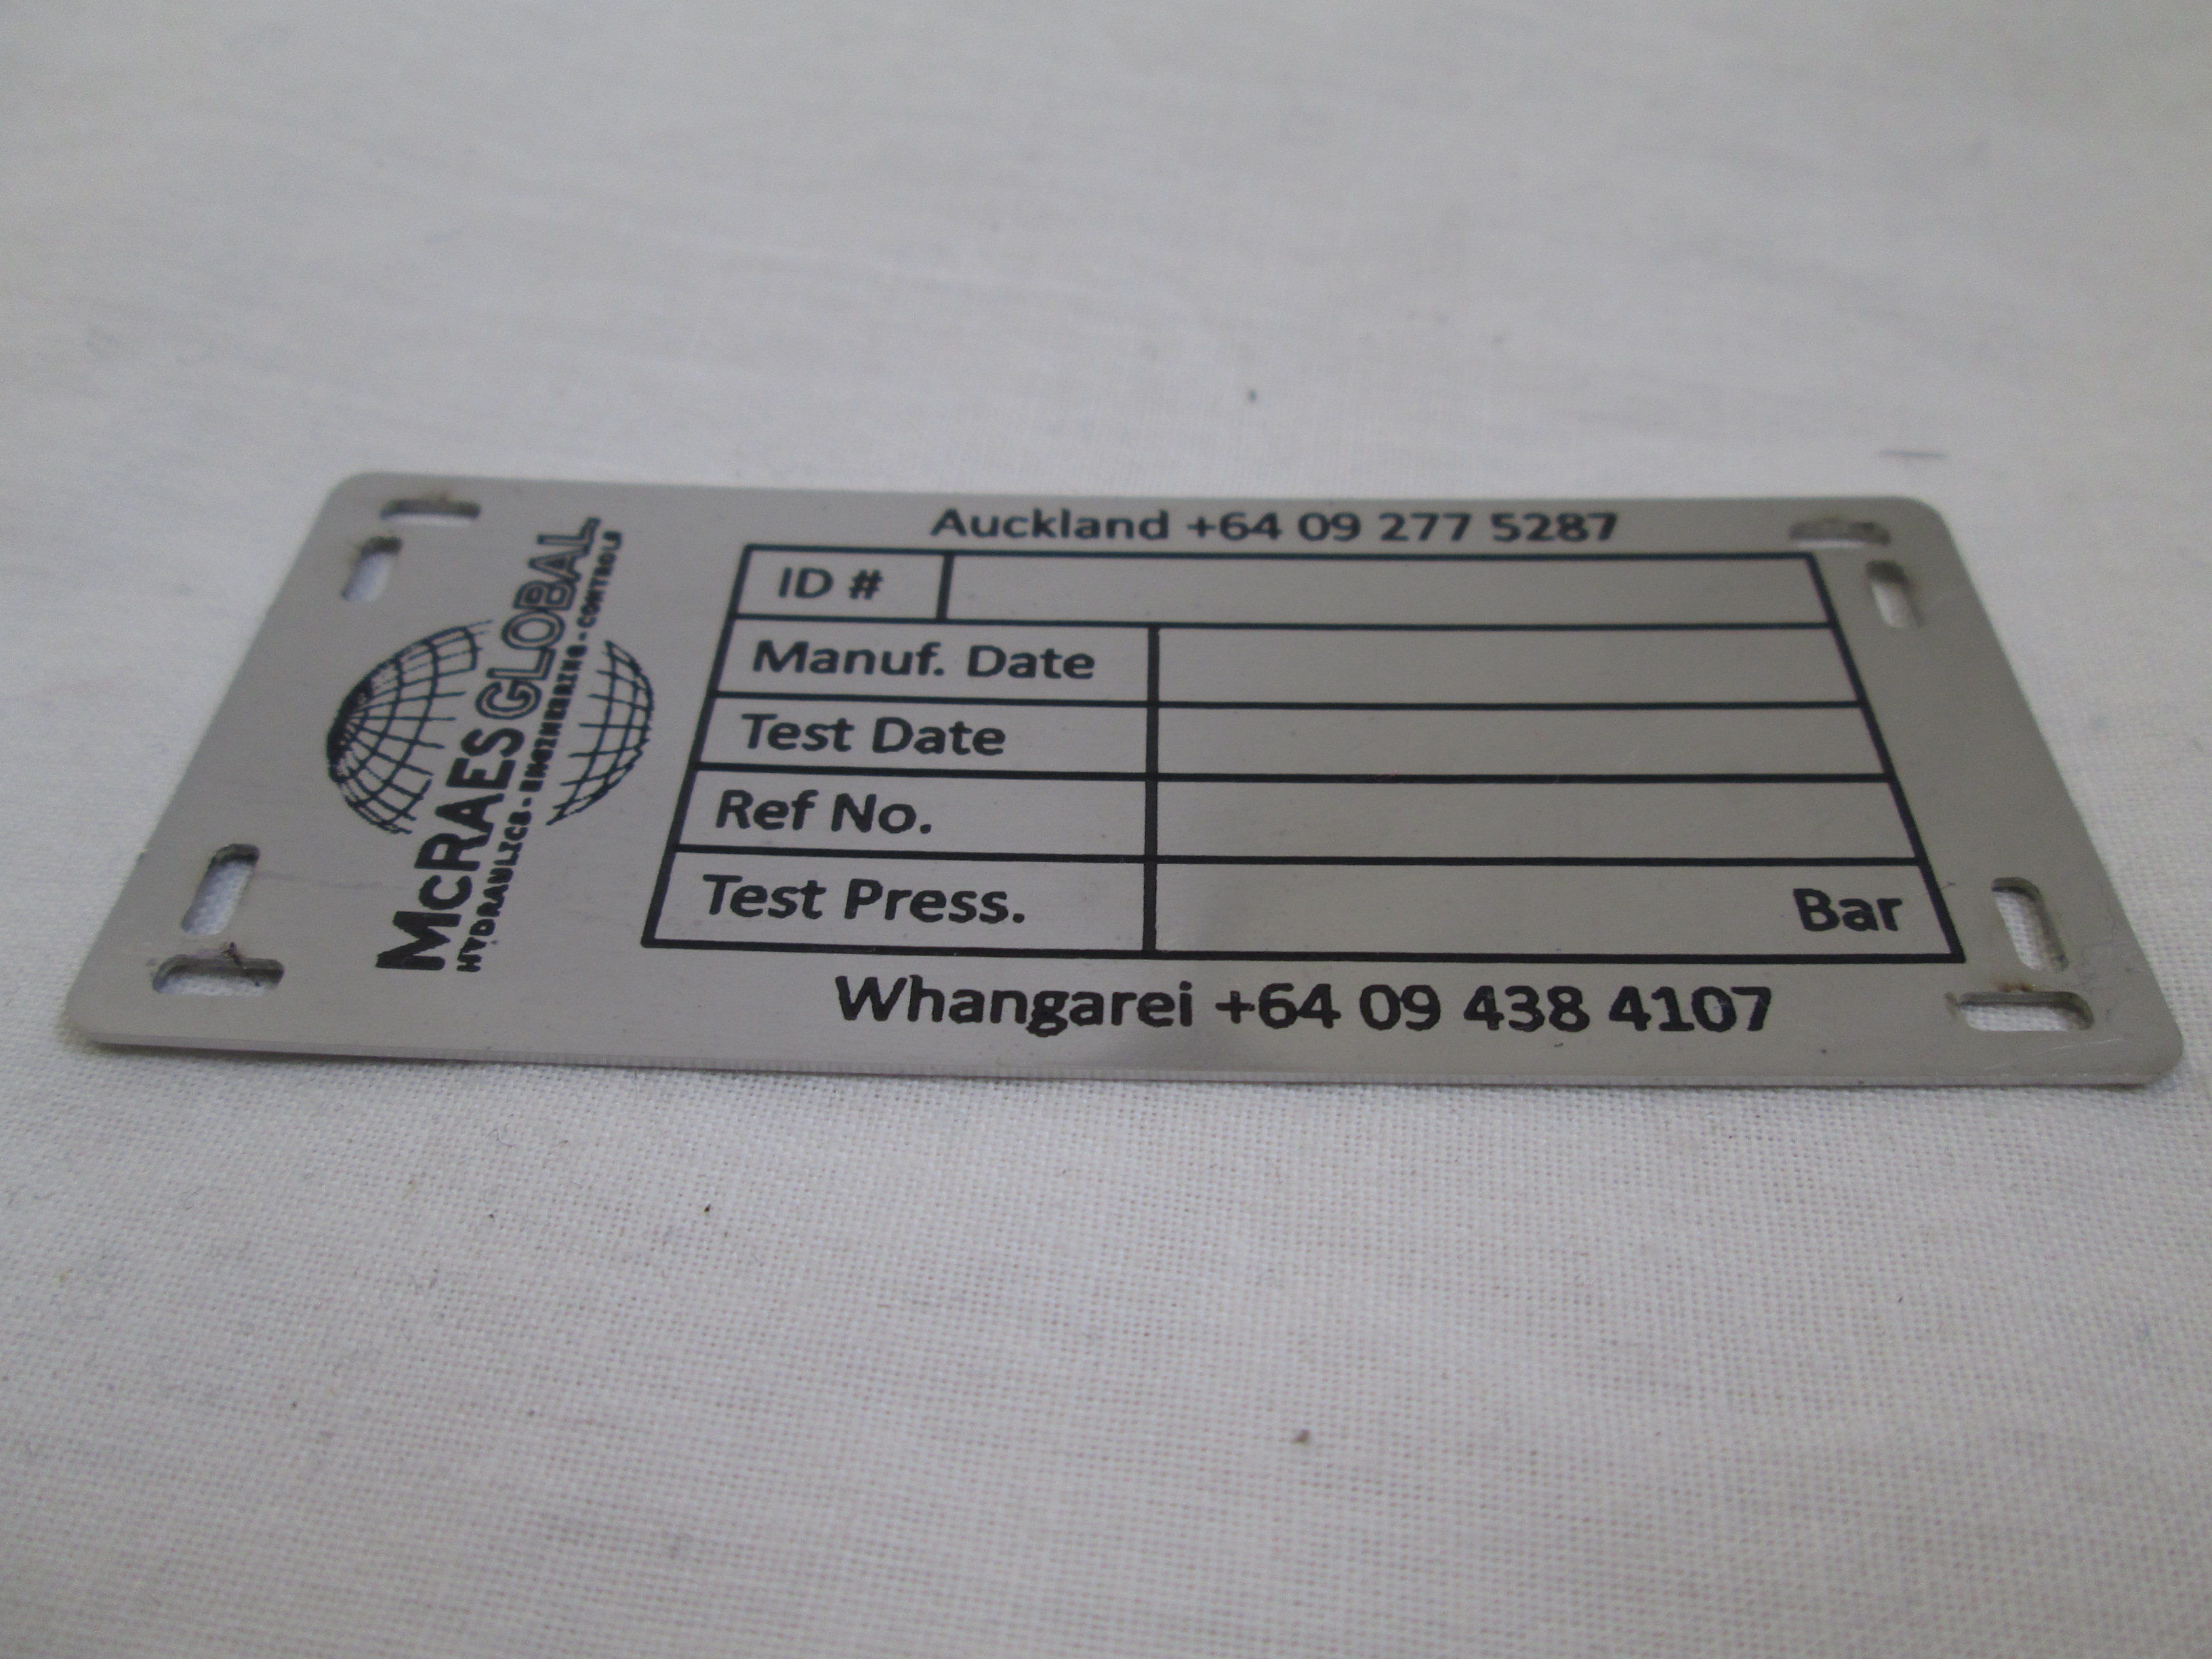 McRAES GLOBAL
HYDRAULICS - ENGINEERING - CONTROLS
Auckland +64 09 277 5287
ID #
Manuf. Date
Test Date
Ref No.
Test Press. Bar
Whangarei +64 09 438 4107